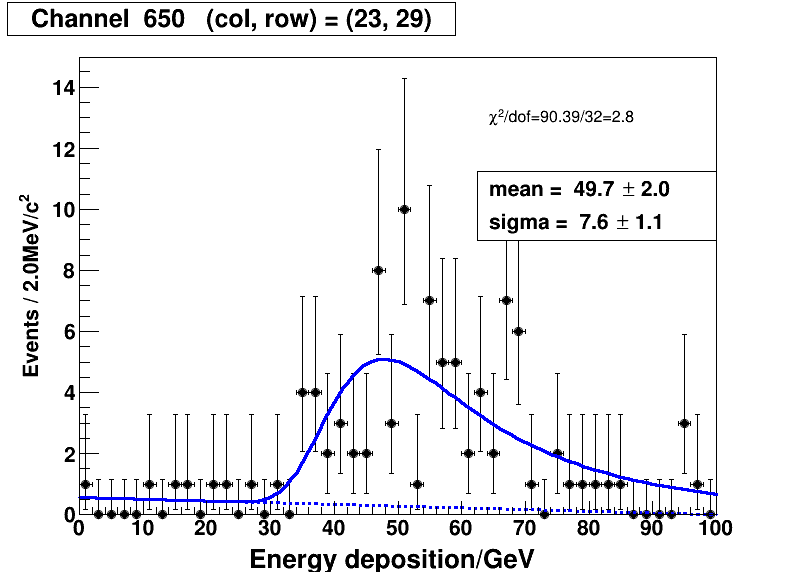 Channel 650 (col, row) = (23, 29)
χ²/dof=90.39/32=2.8
mean = 49.7 ± 2.0
sigma = 7.6 ± 1.1
Events / 2.0MeV/c²
14
12
10
8
6
4
2
0
0 10 20 30 40 50 60 70 80 90 100
Energy deposition/GeV